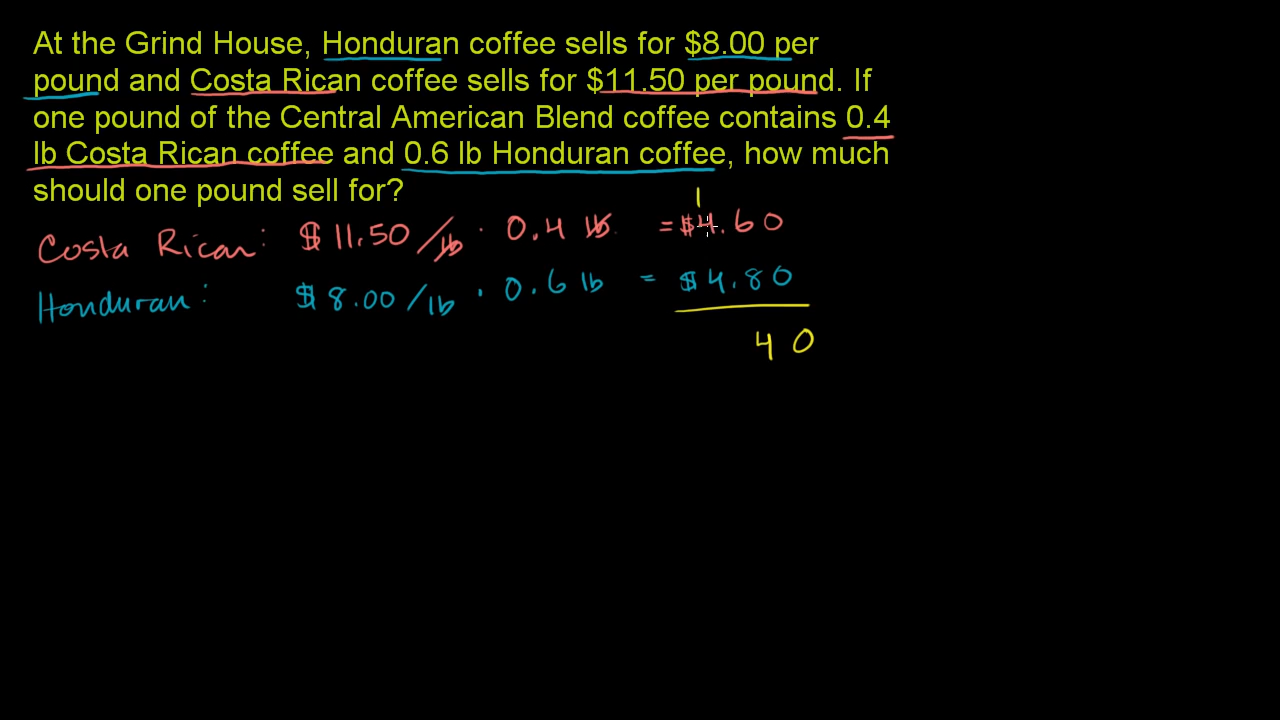 At the Grind House, Honduran coffee sells for $8.00 per
pound and Costa Rican coffee sells for $11.50 per pound. If
one pound of the Central American Blend coffee contains 0.4
lb Costa Rican coffee and 0.6 lb Honduran coffee, how much
should one pound sell for?
1
Costa Rican: $11.50/lb · 0.4 lb. = $4.60
Honduran: $8.00/lb · 0.6 lb = $4.80
40